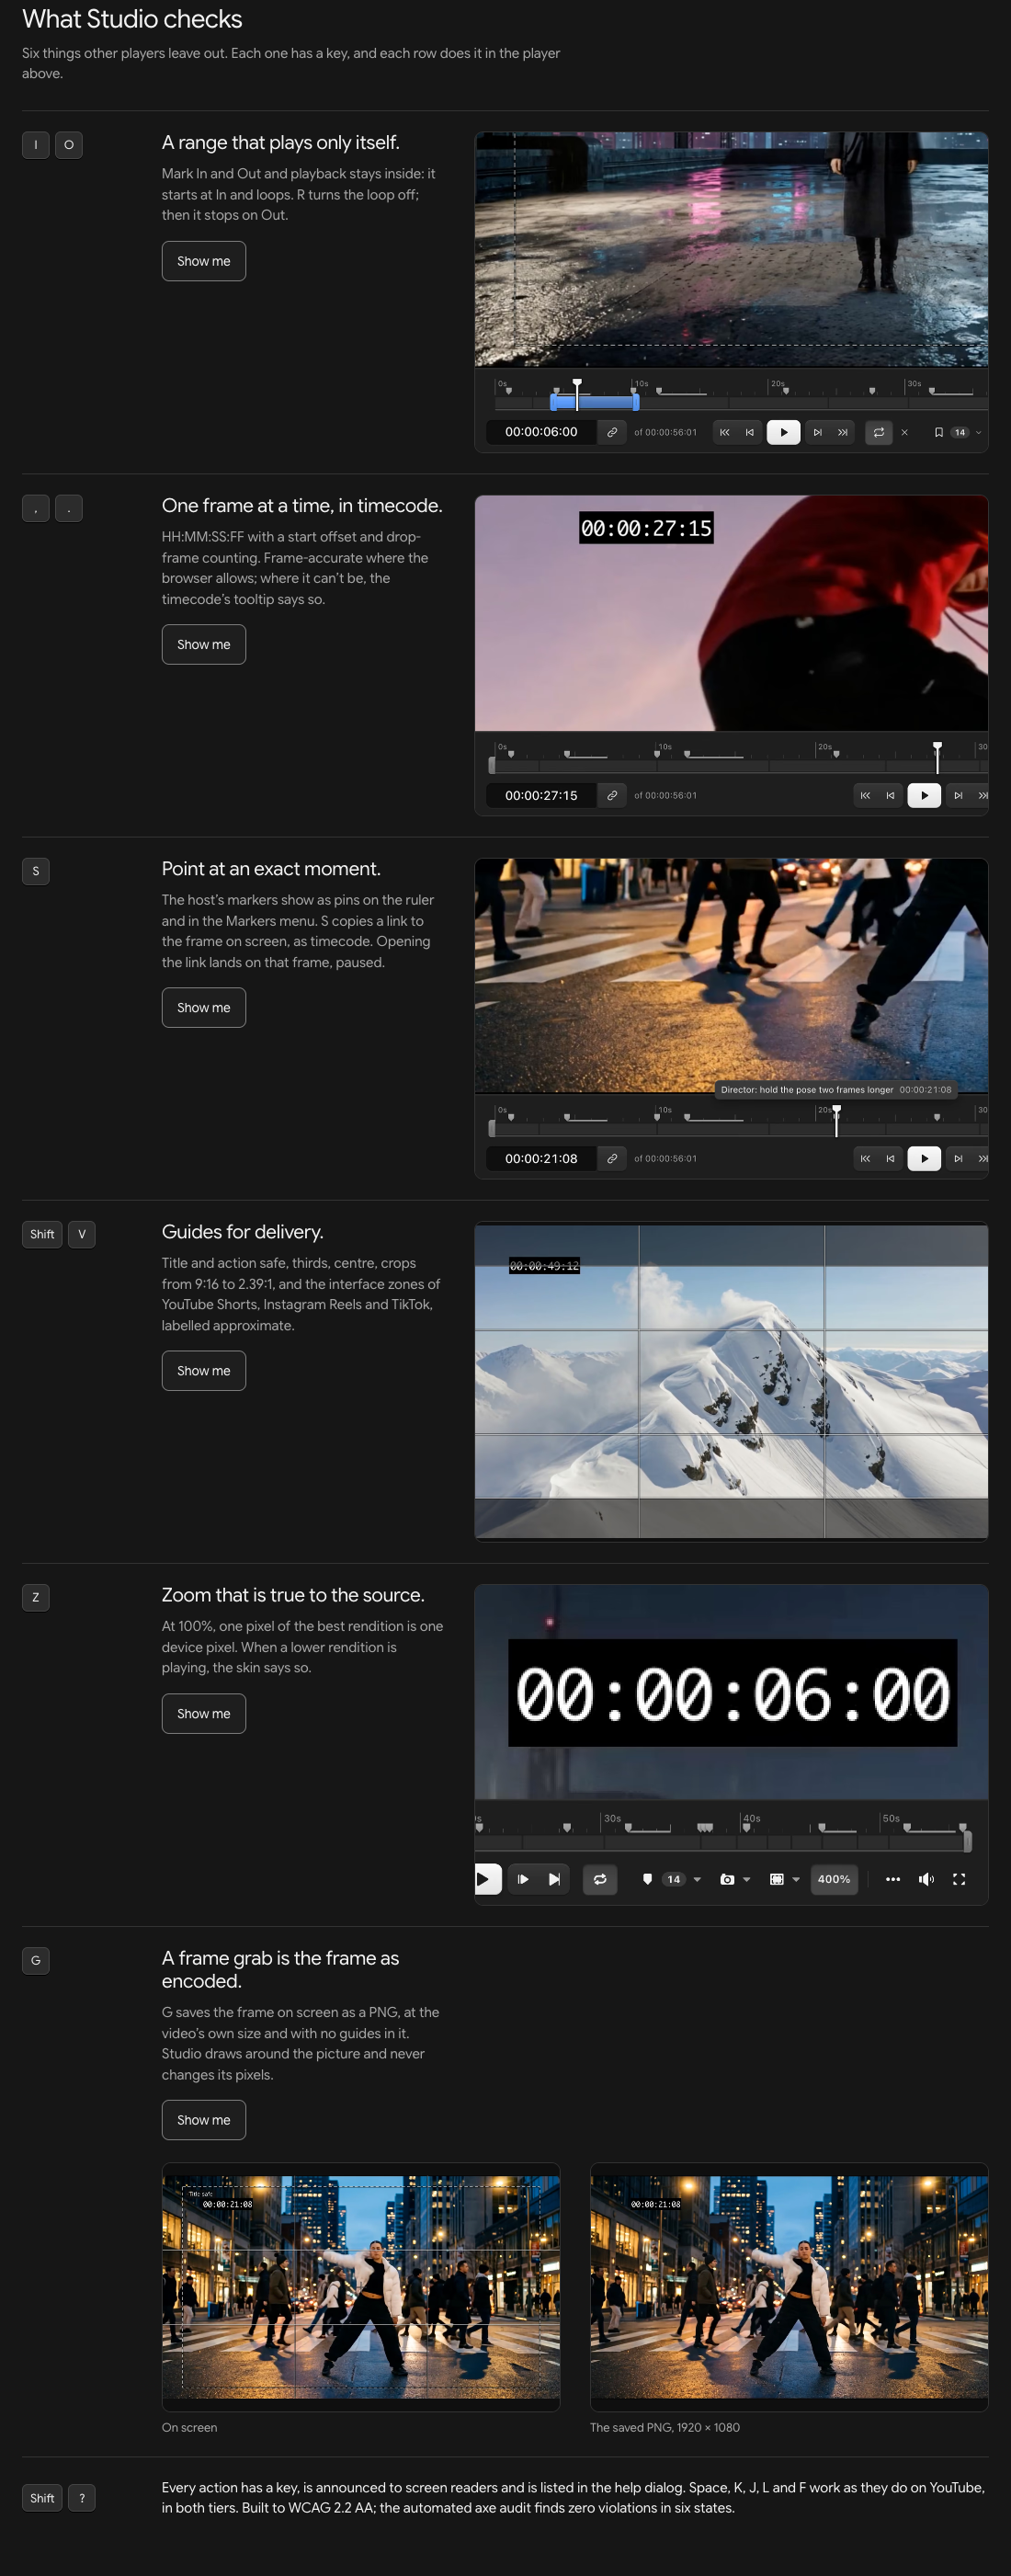 What Studio checks
Six things other players leave out. Each one has a key, and each row does it in the player
above.
I O
A range that plays only itself.
Mark In and Out and playback stays inside: it
starts at In and loops. R turns the loop off;
then it stops on Out.
Show me
0s 10s 20s 30s
00:00:06:00 of 00:00:56:01 14
, .
One frame at a time, in timecode.
HH:MM:SS:FF with a start offset and drop-
frame counting. Frame-accurate where the
browser allows; where it can’t be, the
timecode’s tooltip says so.
Show me
00:00:27:15
0s 10s 20s 30
00:00:27:15 of 00:00:56:01
S
Point at an exact moment.
The host’s markers show as pins on the ruler
and in the Markers menu. S copies a link to
the frame on screen, as timecode. Opening
the link lands on that frame, paused.
Show me
Director: hold the pose two frames longer 00:00:21:08
0s 10s 20s 30
00:00:21:08 of 00:00:56:01
Shift V
Guides for delivery.
Title and action safe, thirds, centre, crops
from 9:16 to 2.39:1, and the interface zones of
YouTube Shorts, Instagram Reels and TikTok,
labelled approximate.
Show me
00:00:49:12
Z
Zoom that is true to the source.
At 100%, one pixel of the best rendition is one
device pixel. When a lower rendition is
playing, the skin says so.
Show me
00:00:06:00
s 30s 40s 50s
14 400%
G
A frame grab is the frame as
encoded.
G saves the frame on screen as a PNG, at the
video’s own size and with no guides in it.
Studio draws around the picture and never
changes its pixels.
Show me
Title safe
00:00:21:08
00:00:21:08
On screen
The saved PNG, 1920 × 1080
Shift ?
Every action has a key, is announced to screen readers and is listed in the help dialog. Space, K, J, L and F work as they do on YouTube,
in both tiers. Built to WCAG 2.2 AA; the automated axe audit finds zero violations in six states.